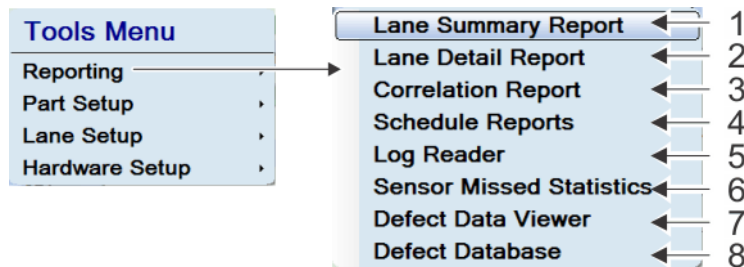 Tools Menu
Reporting
Part Setup
Lane Setup
Hardware Setup
Lane Summary Report 1
Lane Detail Report 2
Correlation Report 3
Schedule Reports 4
Log Reader 5
Sensor Missed Statistics 6
Defect Data Viewer 7
Defect Database 8